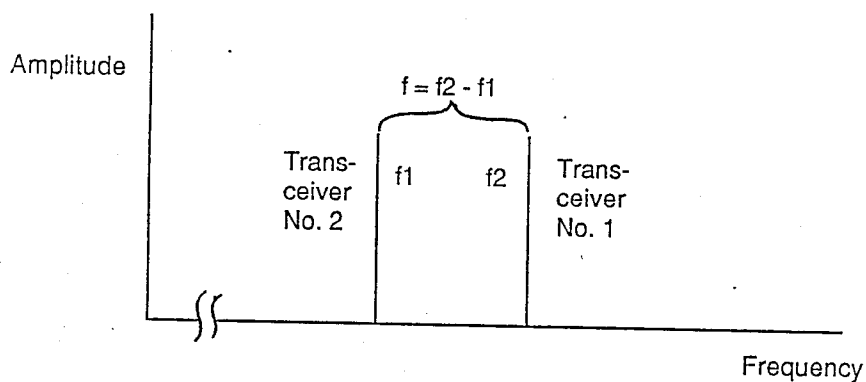 Amplitude
f = f2 - f1
Trans-
ceiver
No. 2
f1
f2
Trans-
ceiver
No. 1
Frequency